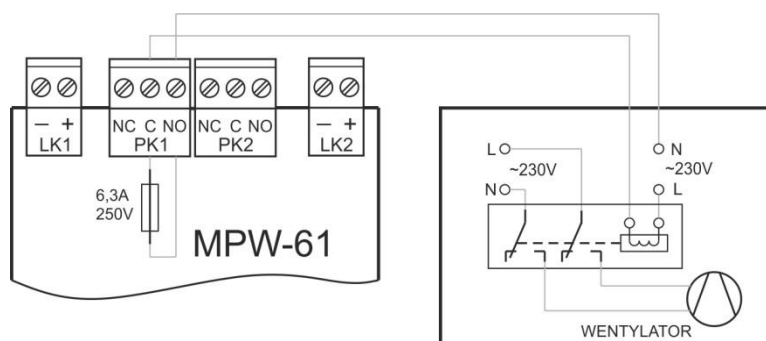 – +
LK1
NC C NO
PK1
NC C NO
PK2
– +
LK2
6,3A
250V
MPW-61
L
~230V
N
N
~230V
L
WENTYLATOR